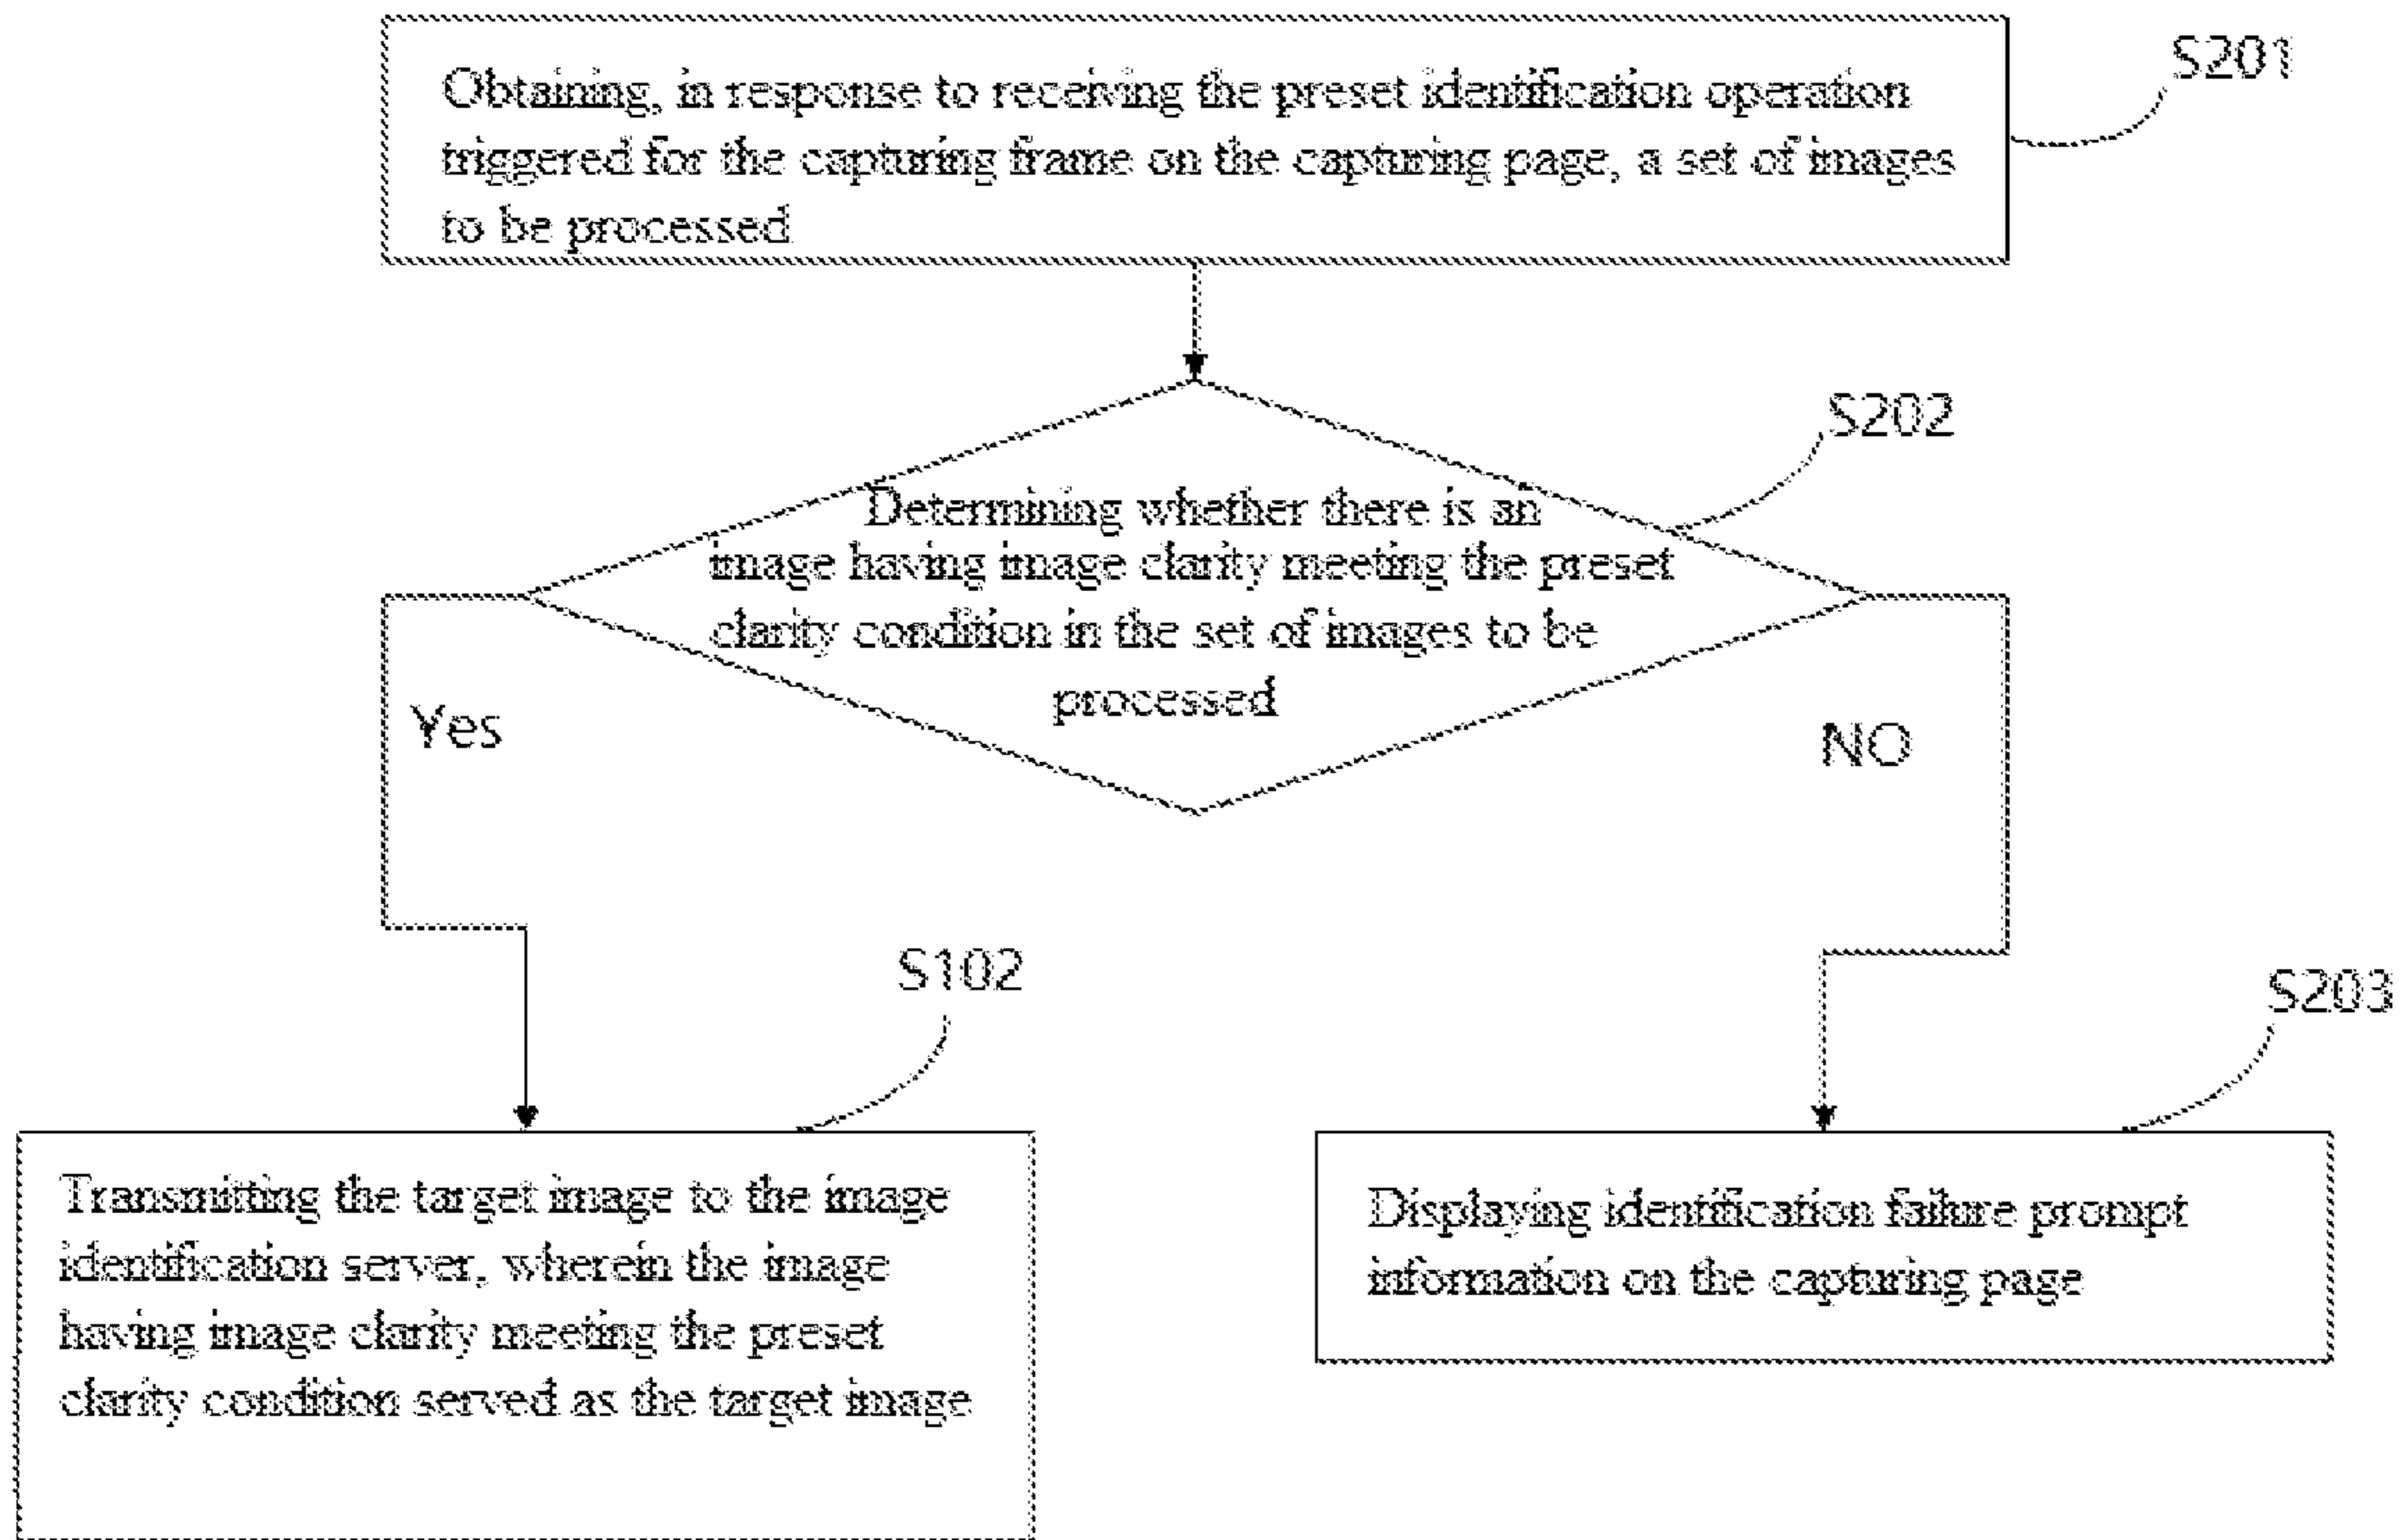 S201
Obtaining, in response to receiving the preset identification operation
triggered for the capturing frame on the capturing page, a set of images
to be processed
S202
Determining whether there is an
image having image clarity meeting the preset
clarity condition in the set of images to be
processed
Yes
NO
S102
S203
Transmitting the target image to the image
identification server, wherein the image
having image clarity meeting the preset
clarity condition served as the target image
Displaying identification failure prompt
information on the capturing page